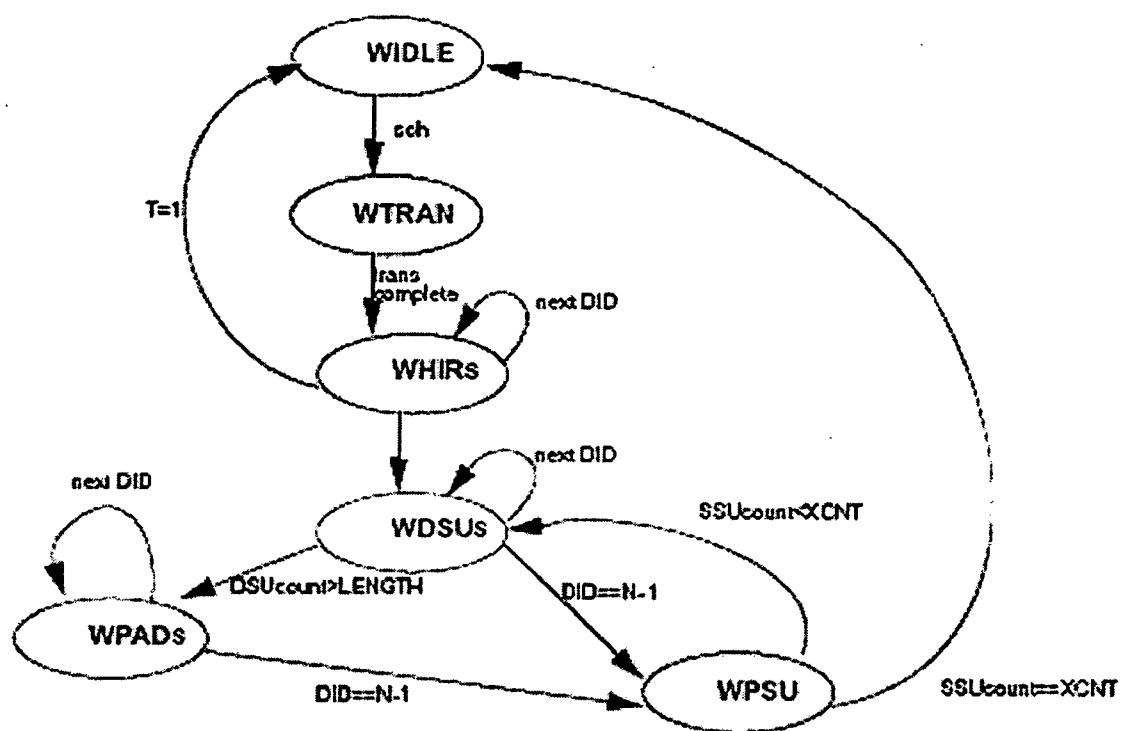 WIDLE
sch
WTRAN
T=1
trans
complete
next DID
WHIRs
next DID
next DID
SSUcount<XCNT
WDSUs
DSUcount>LENGTH
DID==N-1
WPADs
WPSU
DID==N-1
SSUcount==XCNT